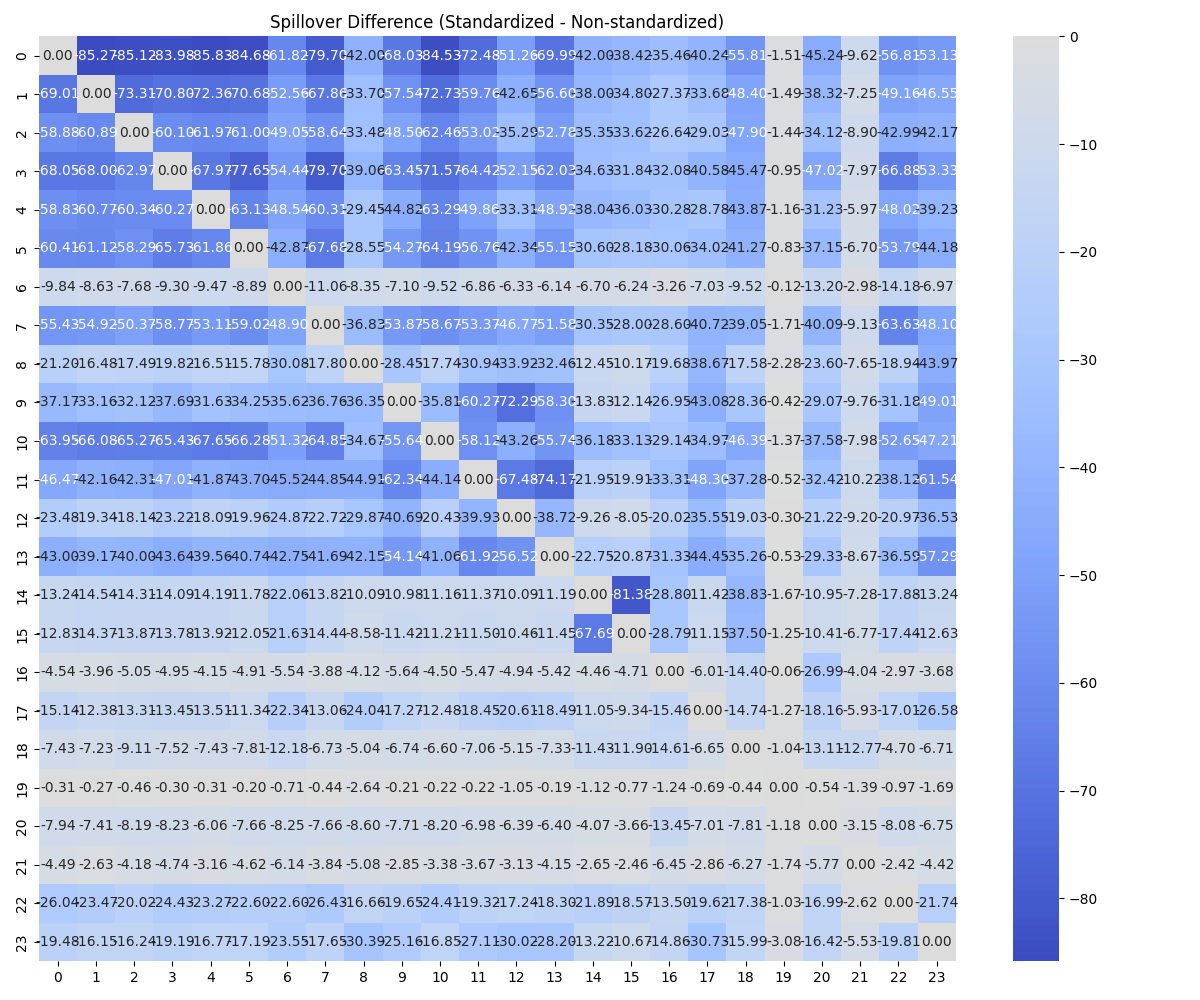 Spillover Difference (Standardized - Non-standardized)
0 0.00 -85.27 -85.12 -83.98 -85.83 -84.68 -61.82 -79.70 -42.00 -68.03 -84.53 -72.48 -51.26 -69.99 -42.00 -38.42 -35.46 -40.24 -55.81 -1.51 -45.24 -9.62 -56.81 -53.13
1 -69.01 0.00 -73.31 -70.80 -72.36 -70.68 -52.56 -67.86 -33.70 -57.54 -72.73 -59.76 -42.65 -56.60 -38.00 -34.80 -27.37 -33.68 -48.40 -1.49 -38.32 -7.25 -49.16 -46.55
2 -58.88 -60.89 0.00 -60.10 -61.97 -61.00 -49.05 -58.64 -33.48 -48.50 -62.46 -53.02 -35.29 -52.78 -35.35 -33.62 -26.64 -29.03 -47.90 -1.44 -34.12 -8.90 -42.99 -42.17
3 -68.05 -68.00 -62.97 0.00 -67.97 -77.65 -54.44 -79.70 -39.06 -63.45 -71.57 -64.42 -52.15 -62.03 -34.63 -31.84 -32.08 -40.58 -45.47 -0.95 -47.02 -7.97 -66.88 -53.33
4 -58.83 -60.77 -60.34 -60.27 0.00 -63.13 -48.54 -60.31 -29.45 -44.82 -63.29 -49.86 -33.31 -48.92 -38.04 -36.03 -30.28 -28.78 -43.87 -1.16 -31.23 -5.97 -48.02 -39.23
5 -60.41 -61.12 -58.29 -65.73 -61.86 0.00 -42.87 -67.68 -28.55 -54.27 -64.19 -56.76 -42.34 -55.15 -30.60 -28.18 -30.06 -34.02 -41.27 -0.83 -37.15 -6.70 -53.79 -44.18
6 -9.84 -8.63 -7.68 -9.30 -9.47 -8.89 0.00 -11.06 -8.35 -7.10 -9.52 -6.86 -6.33 -6.14 -6.70 -6.24 -3.26 -7.03 -9.52 -0.12 -13.20 -2.98 -14.18 -6.97
7 -55.43 -54.92 -50.37 -58.77 -53.11 -59.02 -48.90 0.00 -36.83 -53.87 -58.67 -53.37 -46.77 -51.58 -30.35 -28.00 -28.60 -40.72 -39.05 -1.71 -40.09 -9.13 -63.63 -48.10
8 -21.20 -16.48 -17.49 -19.82 -16.51 -15.78 -30.08 -17.80 0.00 -28.45 -17.74 -30.94 -33.92 -32.46 -12.45 -10.17 -19.68 -38.67 -17.58 -2.28 -23.60 -7.65 -18.94 -43.97
9 -37.17 -33.16 -32.12 -37.69 -31.63 -34.25 -35.62 -36.76 -36.35 0.00 -35.81 -60.27 -72.29 -58.30 -13.83 -12.14 -26.95 -43.08 -28.36 -0.42 -29.07 -9.76 -31.18 -49.01
10 -63.95 -66.08 -65.27 -65.43 -67.65 -66.28 -51.32 -64.85 -34.67 -55.64 0.00 -58.12 -43.26 -55.74 -36.18 -33.13 -29.14 -34.97 -46.39 -1.37 -37.58 -7.98 -52.65 -47.21
11 -46.47 -42.16 -42.31 -47.01 -41.87 -43.70 -45.52 -44.85 -44.91 -62.34 -44.14 0.00 -67.48 -74.17 -21.95 -19.91 -33.31 -48.30 -37.28 -0.52 -32.42 -10.22 -38.12 -61.54
12 -23.48 -19.34 -18.14 -23.22 -18.09 -19.96 -24.87 -22.72 -29.87 -40.69 -20.43 -39.93 0.00 -38.72 -9.26 -8.05 -20.02 -35.55 -19.03 -0.30 -21.22 -9.20 -20.97 -36.53
13 -43.00 -39.17 -40.00 -43.64 -39.56 -40.74 -42.75 -41.69 -42.15 -54.14 -41.06 -61.92 -56.52 0.00 -22.75 -20.87 -31.33 -44.45 -35.26 -0.53 -29.33 -8.67 -36.59 -57.29
14 -13.24 -14.54 -14.31 -14.09 -14.19 -11.78 -22.06 -13.82 -10.09 -10.98 -11.16 -11.37 -10.09 -11.19 0.00 -81.38 -28.80 -11.42 -38.83 -1.67 -10.95 -7.28 -17.88 -13.24
15 -12.83 -14.37 -13.87 -13.78 -13.92 -12.05 -21.63 -14.44 -8.58 -11.42 -11.21 -11.50 -10.46 -11.45 -67.69 0.00 -28.79 -11.15 -37.50 -1.25 -10.41 -6.77 -17.44 -12.63
16 -4.54 -3.96 -5.05 -4.95 -4.15 -4.91 -5.54 -3.88 -4.12 -5.64 -4.50 -5.47 -4.94 -5.42 -4.46 -4.71 0.00 -6.01 -14.40 -0.06 -26.99 -4.04 -2.97 -3.68
17 -15.14 -12.38 -13.31 -13.45 -13.51 -11.34 -22.34 -13.06 -24.04 -17.27 -12.48 -18.45 -20.61 -18.49 -11.05 -9.34 -15.46 0.00 -14.74 -1.27 -18.16 -5.93 -17.01 -26.58
18 -7.43 -7.23 -9.11 -7.52 -7.43 -7.81 -12.18 -6.73 -5.04 -6.74 -6.60 -7.06 -5.15 -7.33 -11.43 -11.90 -14.61 -6.65 0.00 -1.04 -13.11 -12.77 -4.70 -6.71
19 -0.31 -0.27 -0.46 -0.30 -0.31 -0.20 -0.71 -0.44 -2.64 -0.21 -0.22 -0.22 -1.05 -0.19 -1.12 -0.77 -1.24 -0.69 -0.44 0.00 -0.54 -1.39 -0.97 -1.69
20 -7.94 -7.41 -8.19 -8.23 -6.06 -7.66 -8.25 -7.66 -8.60 -7.71 -8.20 -6.98 -6.39 -6.40 -4.07 -3.66 -13.45 -7.01 -7.81 -1.18 0.00 -3.15 -8.08 -6.75
21 -4.49 -2.63 -4.18 -4.74 -3.16 -4.62 -6.14 -3.84 -5.08 -2.85 -3.38 -3.67 -3.13 -4.15 -2.65 -2.46 -6.45 -2.86 -6.27 -1.74 -5.77 0.00 -2.42 -4.42
22 -26.04 -23.47 -20.02 -24.43 -23.27 -22.60 -22.60 -26.43 -16.66 -19.65 -24.41 -19.32 -17.24 -18.30 -21.89 -18.57 -13.50 -19.62 -17.38 -1.03 -16.99 -2.62 0.00 -21.74
23 -19.48 -16.15 -16.24 -19.19 -16.77 -17.19 -23.55 -17.65 -30.39 -25.16 -16.85 -27.11 -30.02 -28.20 -13.22 -10.67 -14.86 -30.73 -15.99 -3.08 -16.42 -5.53 -19.81 0.00
0 1 2 3 4 5 6 7 8 9 10 11 12 13 14 15 16 17 18 19 20 21 22 23
0
−10
−20
−30
−40
−50
−60
−70
−80